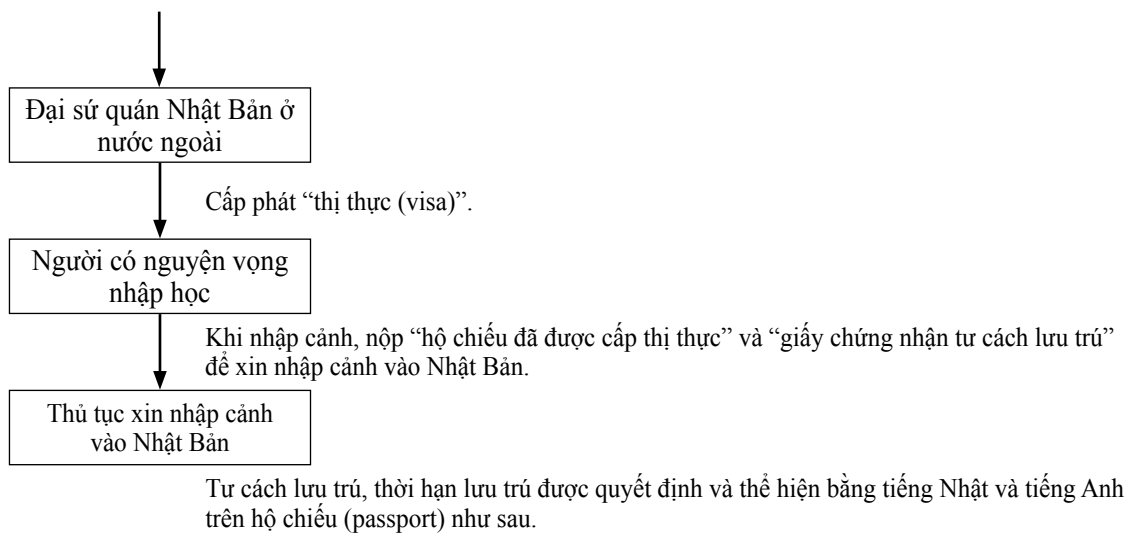 Đại sứ quán Nhật Bản ở
nước ngoài
Cấp phát “thị thực (visa)”.
Người có nguyện vọng
nhập học
Khi nhập cảnh, nộp “hộ chiếu đã được cấp thị thực” và “giấy chứng nhận tư cách lưu trú”
để xin nhập cảnh vào Nhật Bản.
Thủ tục xin nhập cảnh
vào Nhật Bản
Tư cách lưu trú, thời hạn lưu trú được quyết định và thể hiện bằng tiếng Nhật và tiếng Anh
trên hộ chiếu (passport) như sau.